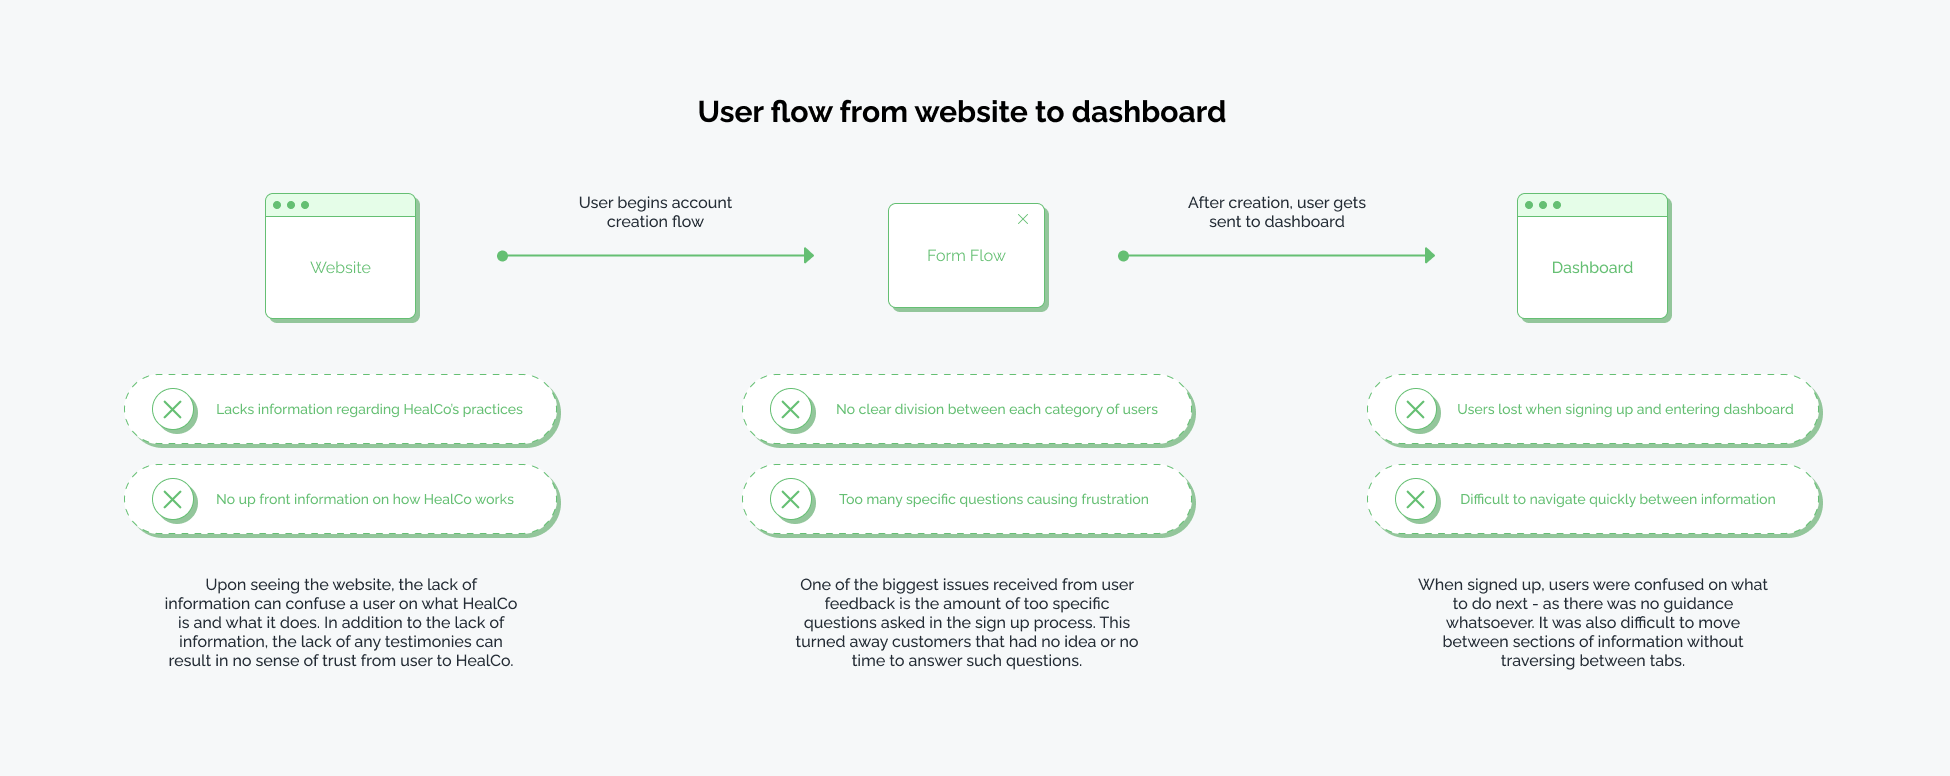 User flow from website to dashboard
Website
User begins account
creation flow
Form Flow
After creation, user gets
sent to dashboard
Dashboard
Lacks information regarding HealCo's practices
No up front information on how HealCo works
Upon seeing the website, the lack of
information can confuse a user on what HealCo
is and what it does. In addition to the lack of
information, the lack of any testimonies can
result in no sense of trust from user to HealCo.
No clear division between each category of users
Too many specific questions causing frustration
One of the biggest issues received from user
feedback is the amount of too specific
questions asked in the sign up process. This
turned away customers that had no idea or no
time to answer such questions.
Users lost when signing up and entering dashboard
Difficult to navigate quickly between information
When signed up, users were confused on what
to do next - as there was no guidance
whatsoever. It was also difficult to move
between sections of information without
traversing between tabs.